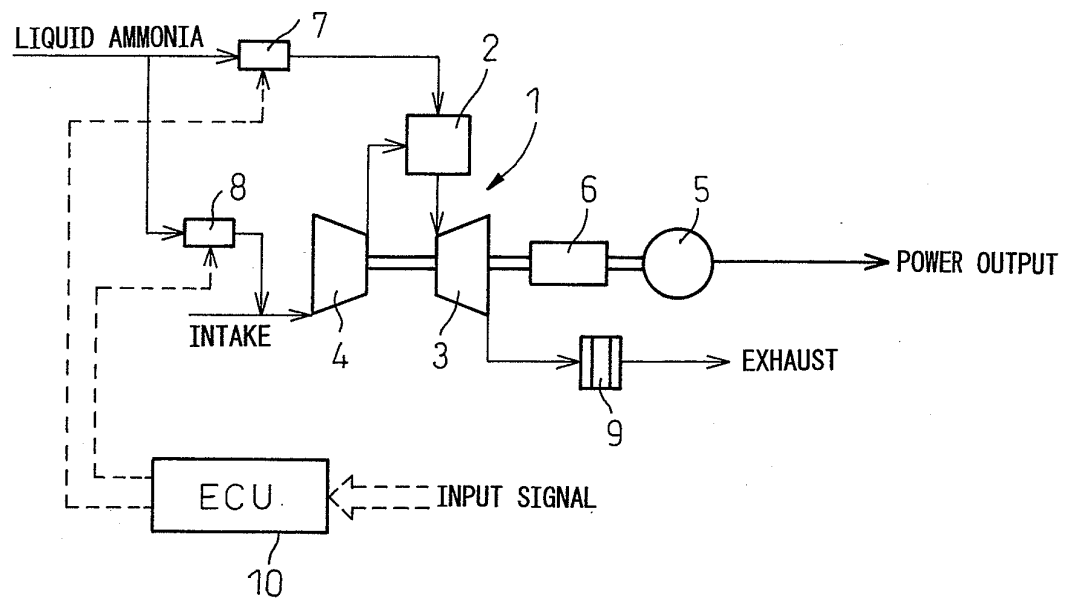 LIQUID AMMONIA
7
2
1
8
6
5
POWER OUTPUT
INTAKE
4
3
EXHAUST
9
ECU
INPUT SIGNAL
10